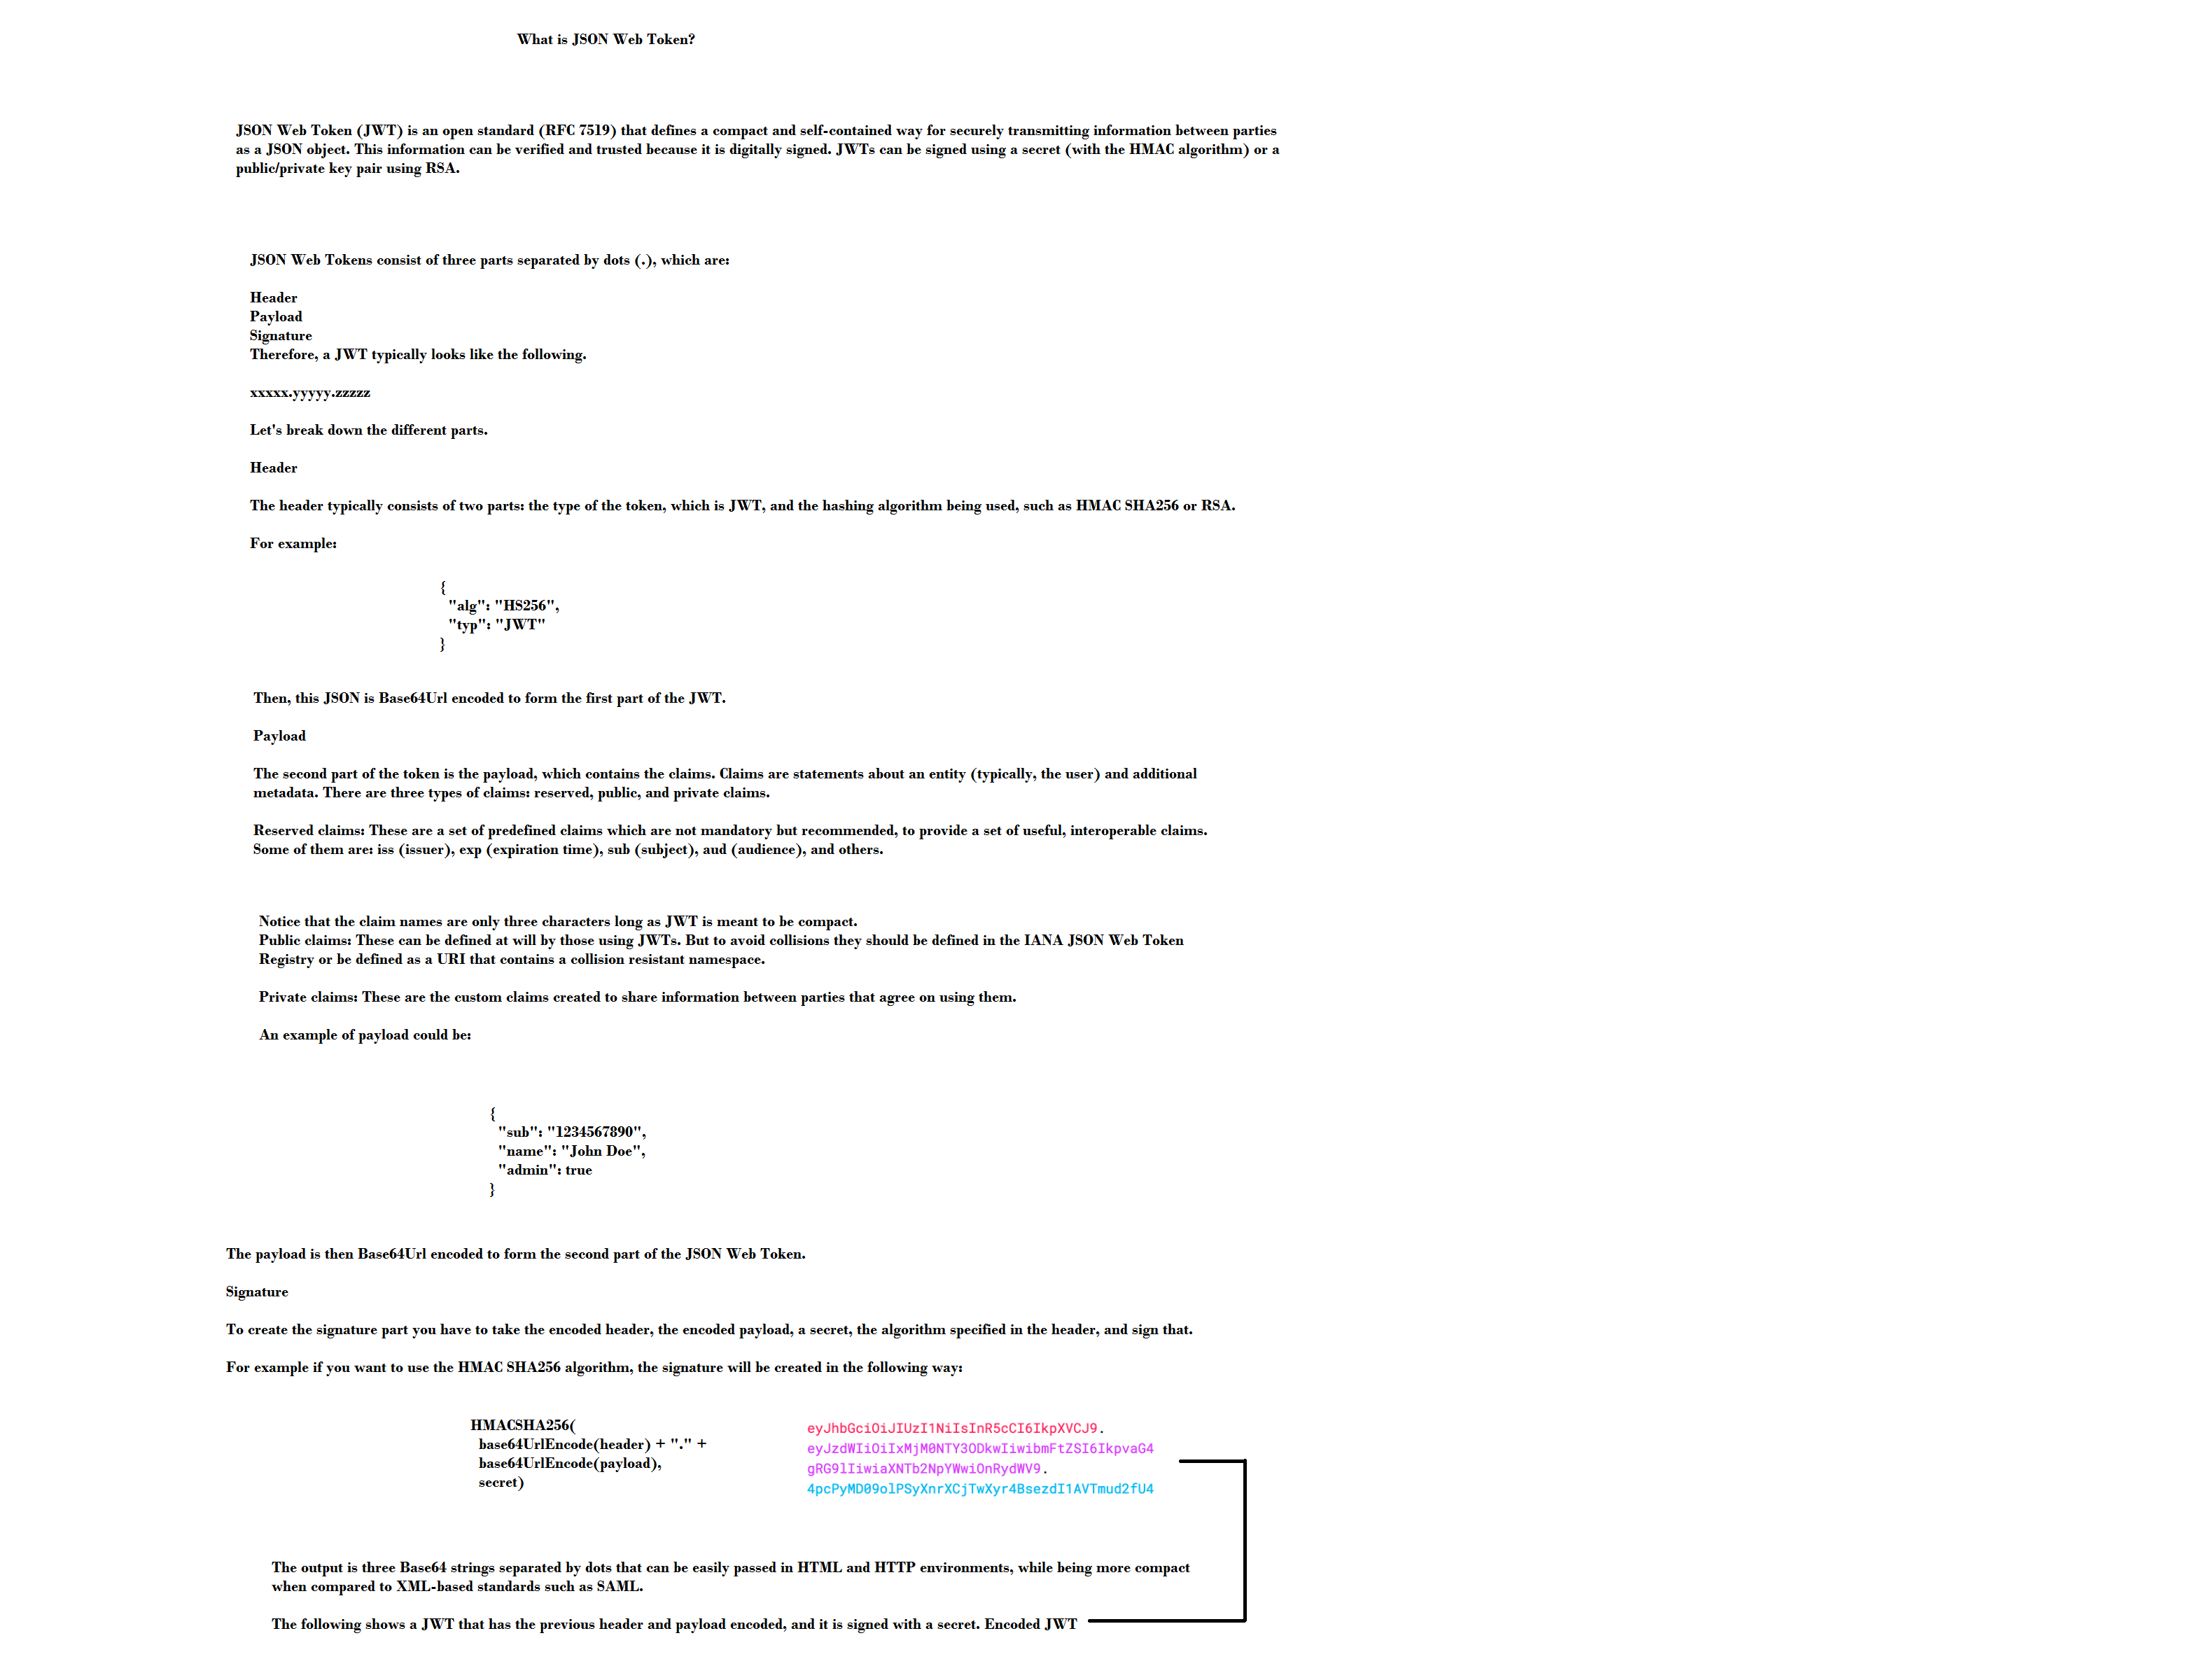 What is JSON Web Token?
JSON Web Token (JWT) is an open standard (RFC 7519) that defines a compact and self-contained way for securely transmitting information between parties
as a JSON object. This information can be verified and trusted because it is digitally signed. JWTs can be signed using a secret (with the HMAC algorithm) or a
public/private key pair using RSA.
JSON Web Tokens consist of three parts separated by dots (.), which are:
Header
Payload
Signature
Therefore, a JWT typically looks like the following.
xxxxx.yyyyy.zzzzz
Let's break down the different parts.
Header
The header typically consists of two parts: the type of the token, which is JWT, and the hashing algorithm being used, such as HMAC SHA256 or RSA.
For example:
{
"alg": "HS256",
"typ": "JWT"
}
Then, this JSON is Base64Url encoded to form the first part of the JWT.
Payload
The second part of the token is the payload, which contains the claims. Claims are statements about an entity (typically, the user) and additional
metadata. There are three types of claims: reserved, public, and private claims.
Reserved claims: These are a set of predefined claims which are not mandatory but recommended, to provide a set of useful, interoperable claims.
Some of them are: iss (issuer), exp (expiration time), sub (subject), aud (audience), and others.
Notice that the claim names are only three characters long as JWT is meant to be compact.
Public claims: These can be defined at will by those using JWTs. But to avoid collisions they should be defined in the IANA JSON Web Token
Registry or be defined as a URI that contains a collision resistant namespace.
Private claims: These are the custom claims created to share information between parties that agree on using them.
An example of payload could be:
{
"sub": "1234567890",
"name": "John Doe",
"admin": true
}
The payload is then Base64Url encoded to form the second part of the JSON Web Token.
Signature
To create the signature part you have to take the encoded header, the encoded payload, a secret, the algorithm specified in the header, and sign that.
For example if you want to use the HMAC SHA256 algorithm, the signature will be created in the following way:
HMACSHA256(
base64UrlEncode(header) + "." +
base64UrlEncode(payload),
secret)
eyJhbGciOiJIUzI1NiIsInR5cCI6IkpXVCJ9.
eyJzdWIiOiIxMjM0NTY3ODkwIiwibmFtZSI6IkpvaG4
gRG9lIiwiaXNTb2NpYWwiOnRydWV9.
4pcPyMD09olPSyXnrXCjTwXyr4BsezdI1AVTmud2fU4
The output is three Base64 strings separated by dots that can be easily passed in HTML and HTTP environments, while being more compact
when compared to XML-based standards such as SAML.
The following shows a JWT that has the previous header and payload encoded, and it is signed with a secret. Encoded JWT